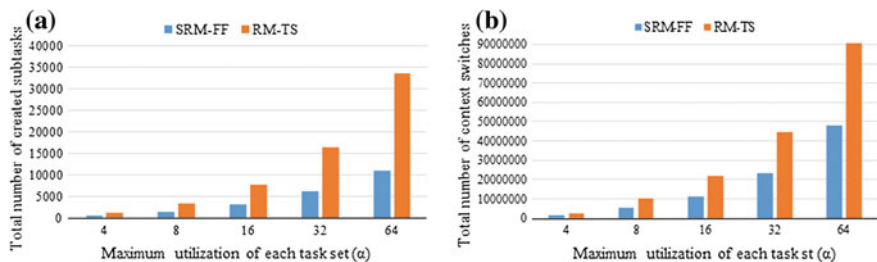 (a)
SRM-FF RM-TS
Total number of created subtasks
40000
35000
30000
25000
20000
15000
10000
5000
0
4 8 16 32 64
Maximum utilization of each task set (α)
(b)
SRM-FF RM-TS
Total number of context switches
90000000
80000000
70000000
60000000
50000000
40000000
30000000
20000000
10000000
0
4 8 16 32 64
Maximum utilization of each task st (α)